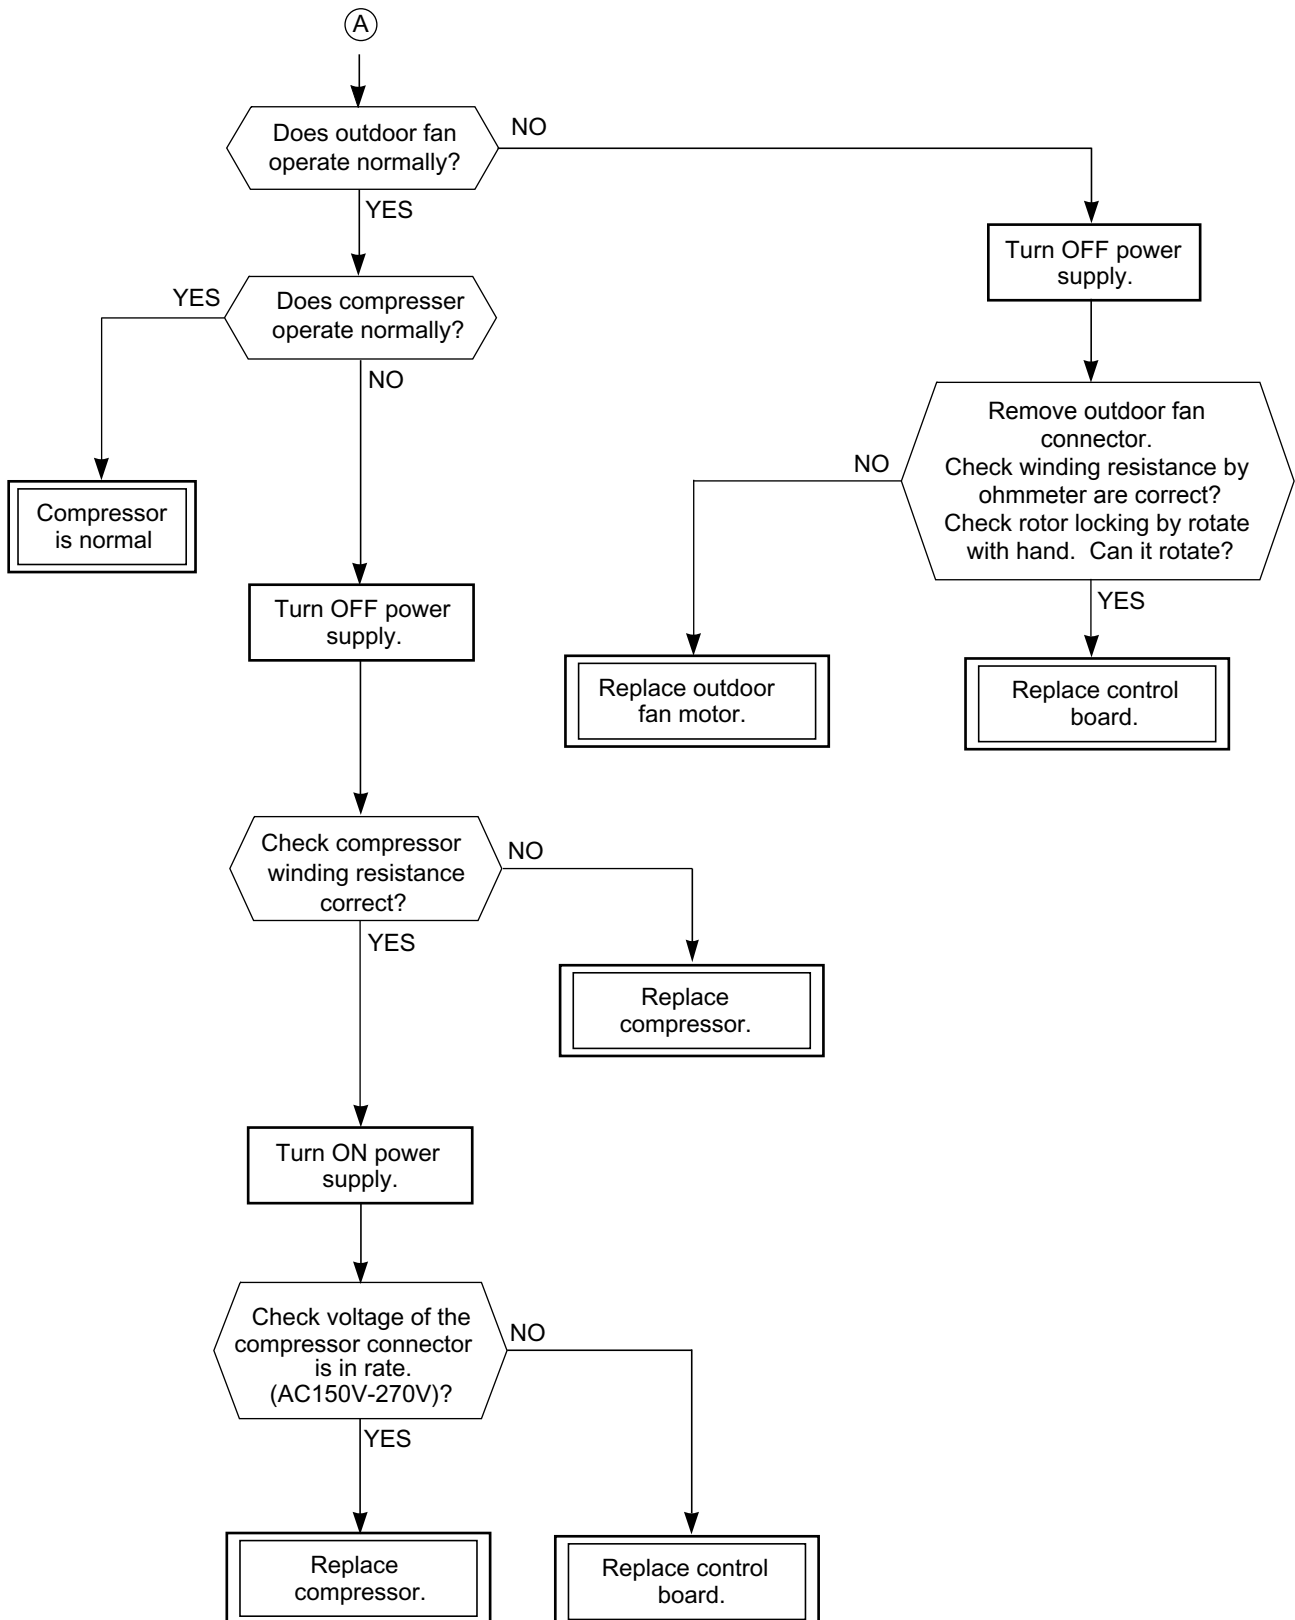 A
Does outdoor fan
operate normally?
NO
YES
Turn OFF power
supply.
Does compresser
operate normally?
YES
NO
Remove outdoor fan
connector.
Check winding resistance by
ohmmeter are correct?
Check rotor locking by rotate
with hand. Can it rotate?
NO
YES
Compressor
is normal
Turn OFF power
supply.
Replace outdoor
fan motor.
Replace control
board.
Check compressor
winding resistance
correct?
NO
YES
Replace
compressor.
Turn ON power
supply.
Check voltage of the
compressor connector
is in rate.
(AC150V-270V)?
NO
YES
Replace
compressor.
Replace control
board.